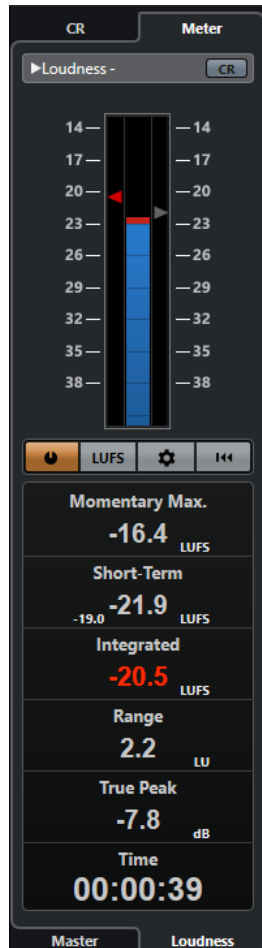 CR Meter
▶Loudness - CR
14 14
17 17
20 20
23 23
26 26
29 29
32 32
35 35
38 38
LUFS
Momentary Max.
-16.4 LUFS
Short-Term
-19.0 -21.9 LUFS
Integrated
-20.5 LUFS
Range
2.2 LU
True Peak
-7.8 dB
Time
00:00:39
Master Loudness